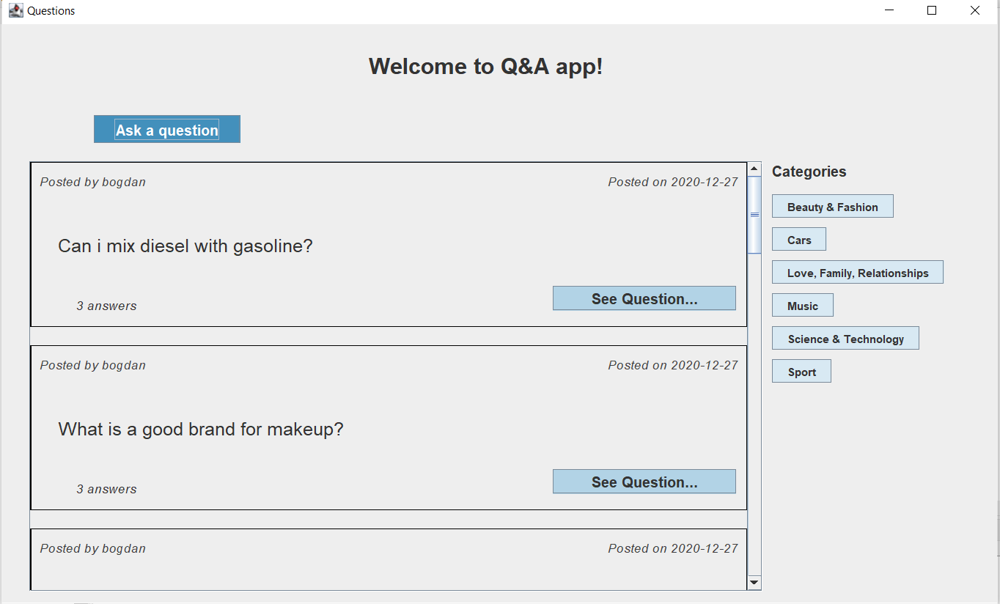 Questions
Welcome to Q&A app!
Ask a question
Posted by bogdan
Posted on 2020-12-27
Can i mix diesel with gasoline?
3 answers
See Question...
Posted by bogdan
Posted on 2020-12-27
What is a good brand for makeup?
3 answers
See Question...
Posted by bogdan
Posted on 2020-12-27
Categories
Beauty & Fashion
Cars
Love, Family, Relationships
Music
Science & Technology
Sport